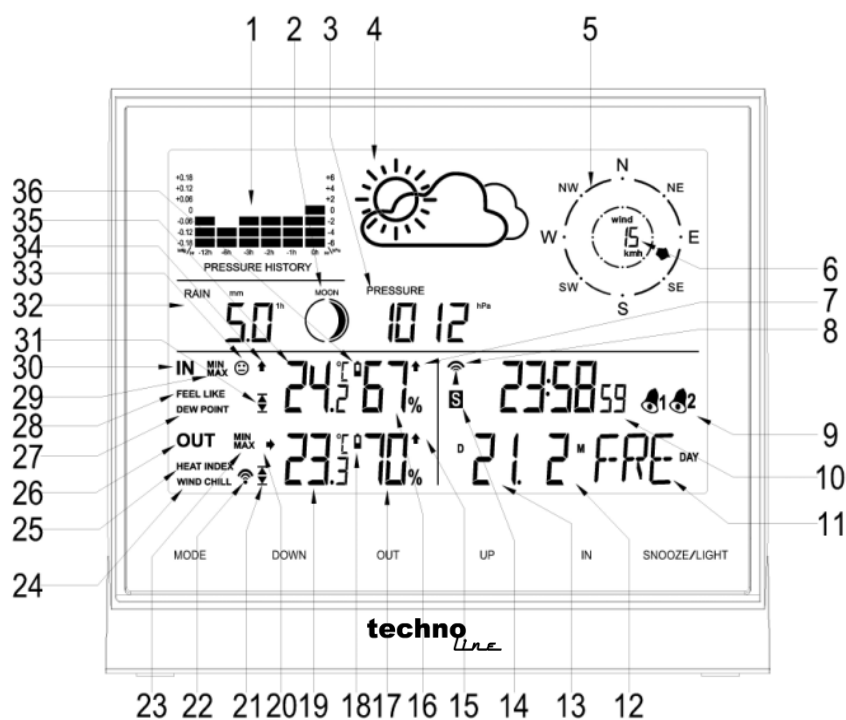 1 2 3 4 5
+0.18 +6
+0.12 +4
+0.06 +2
0 0
-0.06 -2
-0.12 -4
-0.18 -6
-12h -6h -3h -2h -1h 0h
PRESSURE HISTORY
N
NW NE
W E
SW SE
S
wind
15
kmh
RAIN mm
5.0 1h
MOON
PRESSURE
1012 hPa
IN MIN MAX
24.2 °C 67%
FEEL LIKE
DEW POINT
23:58 59
S
1 2
OUT MIN MAX
23.3 °C 70%
HEAT INDEX
WIND CHILL
D 21. 2 M FRE DAY
MODE DOWN OUT UP IN SNOOZE/LIGHT
techno
line
36
35
34
33
32
31
30
29
28
27
26
25
24
6
7
8
9
10
11
23 22 21 20 19 18 17 16 15 14 13 12